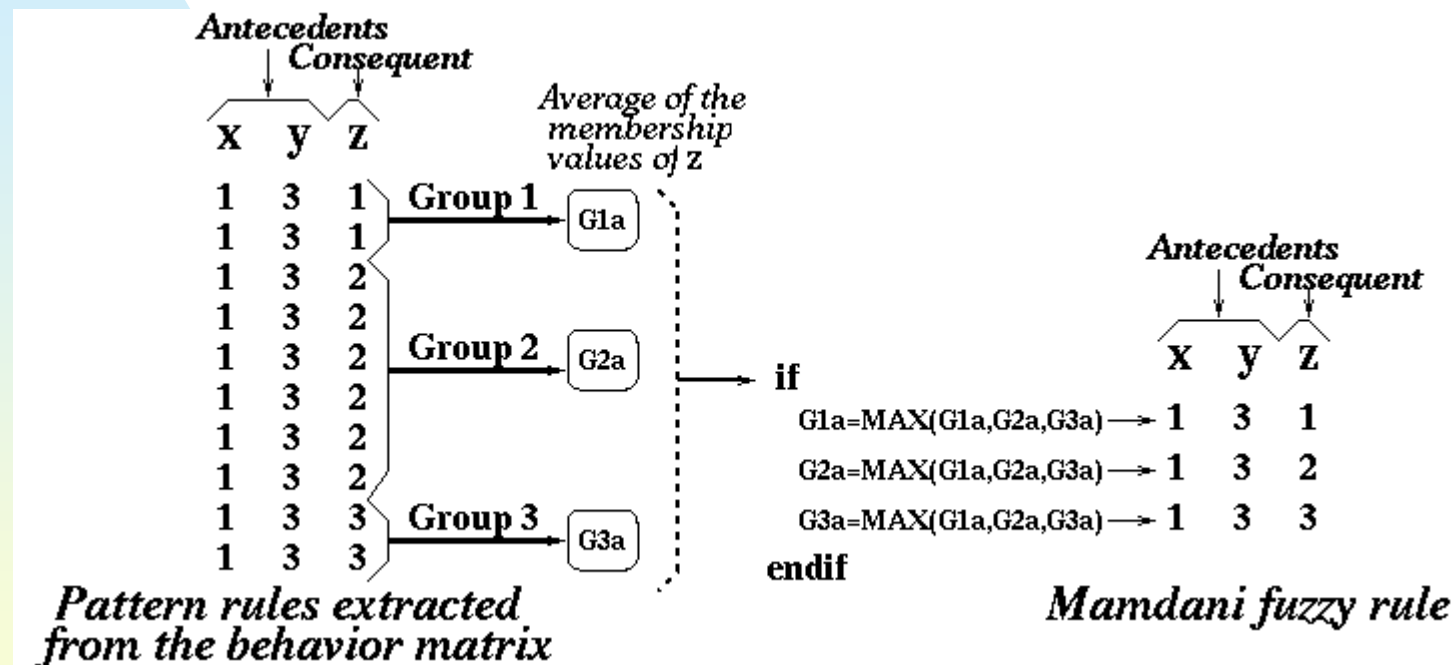 Antecedents
Consequent
x y z
Average of the
membership
values of z
1 3 1
1 3 1
1 3 2
1 3 2
1 3 2
1 3 2
1 3 2
1 3 2
1 3 3
1 3 3
Group 1
G1a
Group 2
G2a
Group 3
G3a
Pattern rules extracted
from the behavior matrix
if
G1a=MAX(G1a,G2a,G3a)
G2a=MAX(G1a,G2a,G3a)
G3a=MAX(G1a,G2a,G3a)
endif
Antecedents
Consequent
x y z
1 3 1
1 3 2
1 3 3
Mamdani fuzzy rule